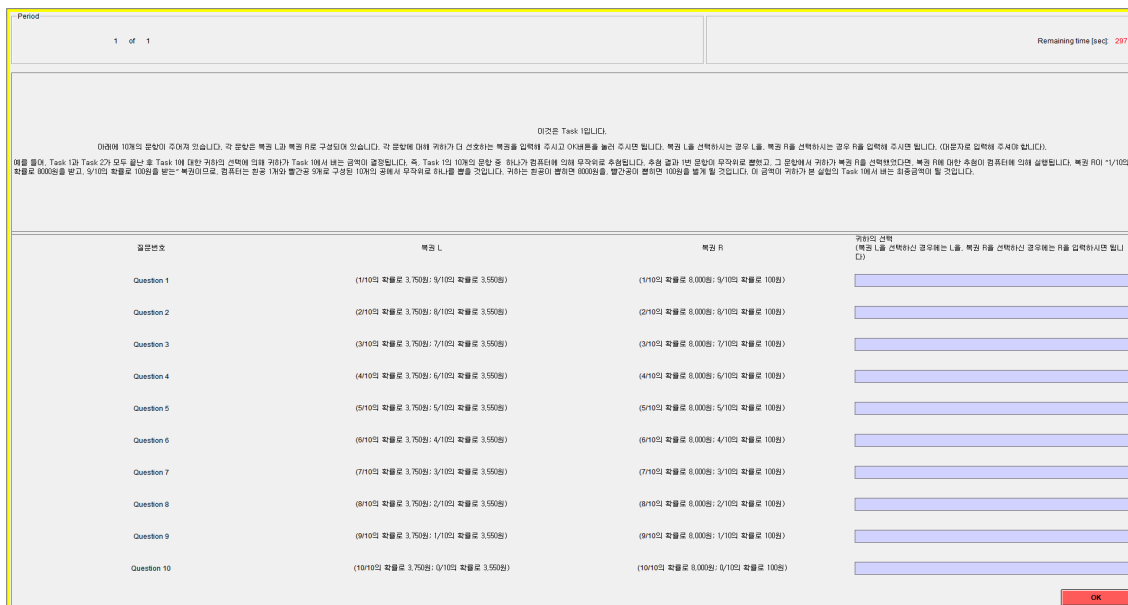 Period
1 of 1
Remaining time [sec]: 297
이것은 Task 1입니다.
아래에 10개의 문항이 주어져 있습니다. 각 문항은 복권 L과 복권 R로 구성되어 있습니다. 각 문항에 대해 귀하가 더 선호하는 복권을 입력해 주시고 OK버튼을 눌러 주시면 됩니다. 복권 L을 선택하시는 경우 L을, 복권 R을 선택하시는 경우 R을 입력해 주시면 됩니다. (대문자로 입력해 주셔야 합니다).
예를 들어, Task 1과 Task 2가 모두 끝난 후 Task 1에 대한 귀하의 선택에 의해 귀하가 Task 1에서 버는 금액이 결정됩니다. 즉, Task 1의 10개의 문항 중 하나가 컴퓨터에 의해 무작위로 추첨됩니다. 추첨 결과 1번 문항이 무작위로 뽑혔고, 그 문항에서 귀하가 복권 R을 선택했었다면, 복권 R에 대한 추첨이 컴퓨터에 의해 실행됩니다. 복권 R이 "1/10의
확률로 8000원을 받고, 9/10의 확률로 100원을 받는" 복권이므로, 컴퓨터는 흰공 1개와 빨간공 9개로 구성된 10개의 공에서 무작위로 하나를 뽑을 것입니다. 귀하는 흰공이 뽑히면 8000원을, 빨간공이 뽑히면 100원을 벌게 될 것입니다. 이 금액이 귀하가 본 실험의 Task 1에서 버는 최종금액이 될 것입니다.
질문번호 복권 L 복권 R 귀하의 선택
(복권 L을 선택하신 경우에는 L을, 복권 R을 선택하신 경우에는 R을 입력하시면 됩니
다)
Question 1 (1/10의 확률로 3,750원; 9/10의 확률로 3,550원) (1/10의 확률로 8,000원; 9/10의 확률로 100원)
Question 2 (2/10의 확률로 3,750원; 8/10의 확률로 3,550원) (2/10의 확률로 8,000원; 8/10의 확률로 100원)
Question 3 (3/10의 확률로 3,750원; 7/10의 확률로 3,550원) (3/10의 확률로 8,000원; 7/10의 확률로 100원)
Question 4 (4/10의 확률로 3,750원; 6/10의 확률로 3,550원) (4/10의 확률로 8,000원; 6/10의 확률로 100원)
Question 5 (5/10의 확률로 3,750원; 5/10의 확률로 3,550원) (5/10의 확률로 8,000원; 5/10의 확률로 100원)
Question 6 (6/10의 확률로 3,750원; 4/10의 확률로 3,550원) (6/10의 확률로 8,000원; 4/10의 확률로 100원)
Question 7 (7/10의 확률로 3,750원; 3/10의 확률로 3,550원) (7/10의 확률로 8,000원; 3/10의 확률로 100원)
Question 8 (8/10의 확률로 3,750원; 2/10의 확률로 3,550원) (8/10의 확률로 8,000원; 2/10의 확률로 100원)
Question 9 (9/10의 확률로 3,750원; 1/10의 확률로 3,550원) (9/10의 확률로 8,000원; 1/10의 확률로 100원)
Question 10 (10/10의 확률로 3,750원; 0/10의 확률로 3,550원) (10/10의 확률로 8,000원; 0/10의 확률로 100원)
OK